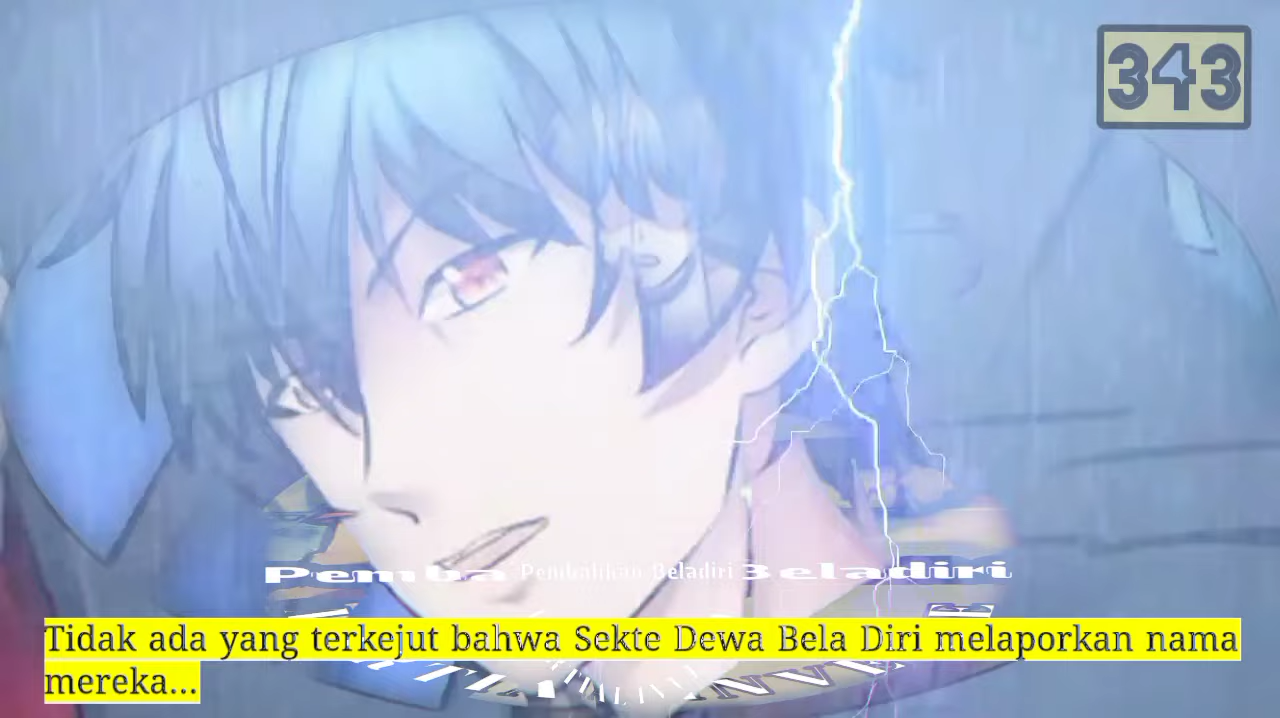 343
Pembalikan Beladiri
Tidak ada yang terkejut bahwa Sekte Dewa Bela Diri melaporkan nama
mereka...